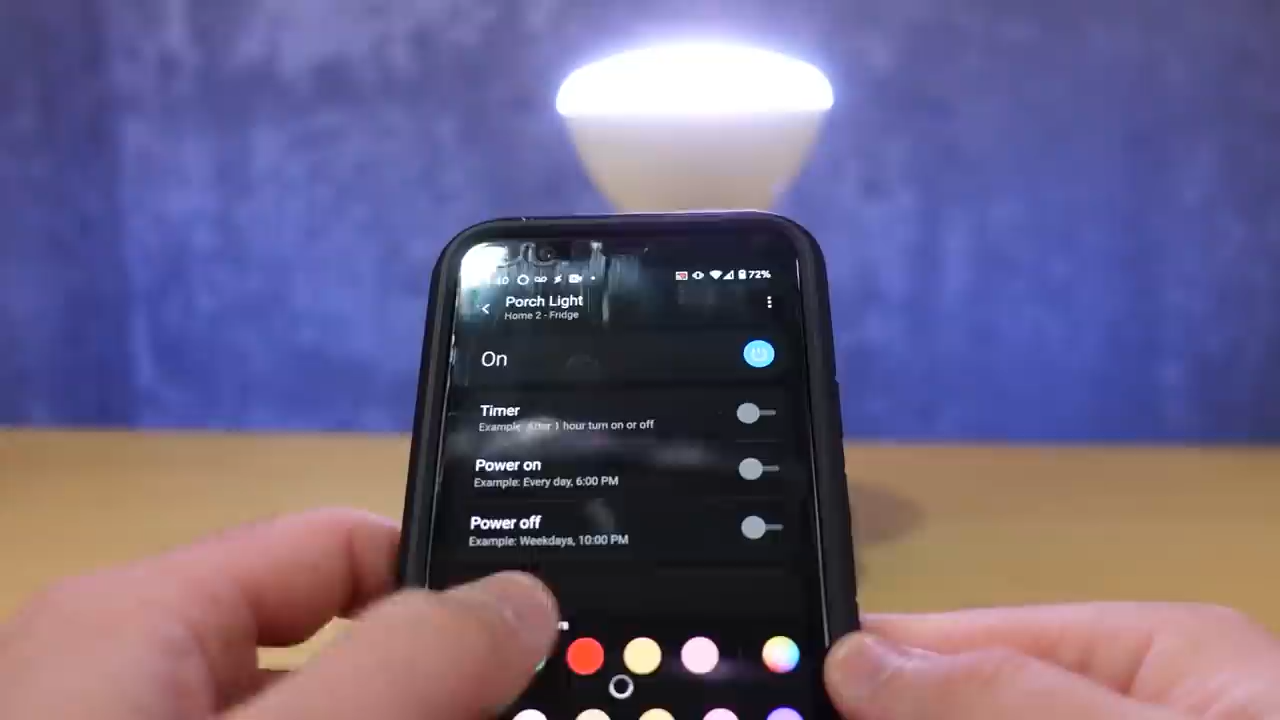 72%
Porch Light
Home 2 - Fridge
On
Timer
Example: After 1 hour turn on or off
Power on
Example: Every day, 6:00 PM
Power off
Example: Weekdays, 10:00 PM